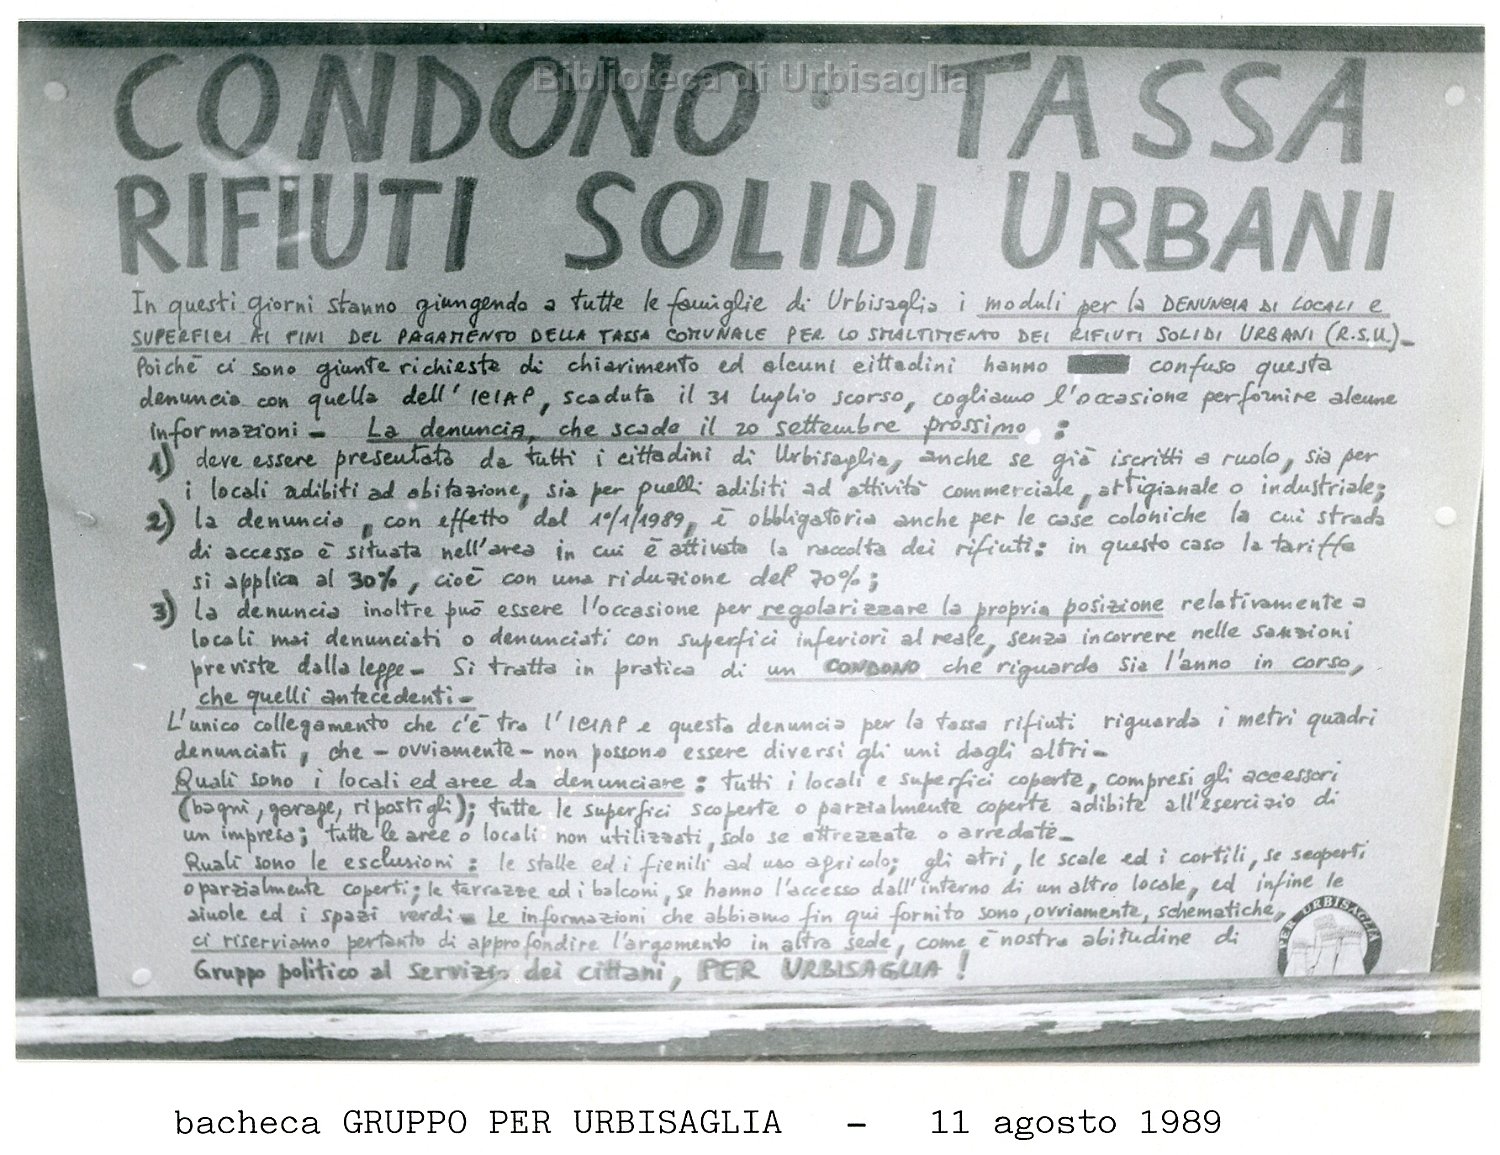 Biblioteca di Urbisaglia
CONDONO · TASSA
RIFIUTI SOLIDI URBANI
In questi giorni stanno giungendo a tutte le famiglie di Urbisaglia i moduli per la DENUNCIA DI LOCALI E
SUPERFICI AI FINI DEL PAGAMENTO DELLA TASSA COMUNALE PER LO SMALTIMENTO DEI RIFIUTI SOLIDI URBANI (R.S.U.)-
Poiché ci sono giunte richieste di chiarimento ed alcuni cittadini hanno confuso questa
denuncia con quella dell'ICIAP, scaduta il 31 luglio scorso, cogliamo l'occasione per fornire alcune
informazioni - La denuncia, che scade il 20 settembre prossimo :
1) deve essere presentata da tutti i cittadini di Urbisaglia, anche se già iscritti a ruolo, sia per
i locali adibiti ad abitazione, sia per quelli adibiti ad attività commerciale, artigianale o industriale;
2) la denuncia, con effetto dal 1°/1/1989, è obbligatoria anche per le case coloniche la cui strada
di accesso è situata nell'area in cui è attivata la raccolta dei rifiuti: in questo caso la tariffa
si applica al 30%, cioè con una riduzione del 70%;
3) la denuncia inoltre può essere l'occasione per regolarizzare la propria posizione relativamente a
locali mai denunciati o denunciati con superfici inferiori al reale, senza incorrere nelle sanzioni
previste dalla legge - Si tratta in pratica di un CONDONO che riguarda sia l'anno in corso,
che quelli antecedenti -
L'unico collegamento che c'è tra l'ICIAP e questa denuncia per la tassa rifiuti riguarda i metri quadri
denunciati, che - ovviamente - non possono essere diversi gli uni dagli altri -
Quali sono i locali ed aree da denunciare : tutti i locali e superfici coperte, compresi gli accessori
(bagni, garage, ripostigli); tutte le superfici scoperte o parzialmente coperte adibite all'esercizio di
un impresa; tutte le aree o locali non utilizzati, solo se attrezzate o arredate -
Quali sono le esclusioni : le stalle ed i fienili ad uso agricolo; gli atri, le scale ed i cortili, se scoperti
o parzialmente coperti; le terrazze ed i balconi, se hanno l'accesso dall'interno di un altro locale, ed infine le
aiuole ed i spazi verdi - Le informazioni che abbiamo fin qui fornito sono, ovviamente, schematiche,
ci riserviamo pertanto di approfondire l'argomento in altra sede, come è nostra abitudine di
Gruppo politico al servizio dei cittani, PER URBISAGLIA !
PER URBISAGLIA
bacheca GRUPPO PER URBISAGLIA - 11 agosto 1989